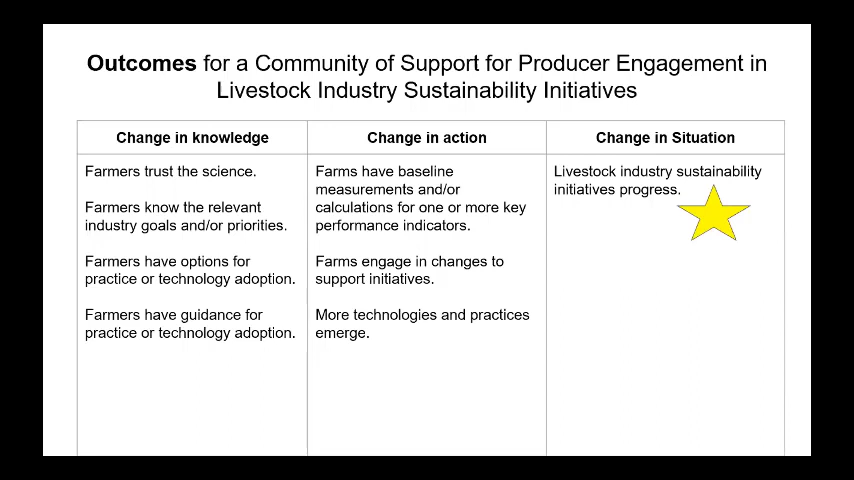 Outcomes for a Community of Support for Producer Engagement in
Livestock Industry Sustainability Initiatives
Change in knowledge
Farmers trust the science.
Farmers know the relevant
industry goals and/or priorities.
Farmers have options for
practice or technology adoption.
Farmers have guidance for
practice or technology adoption.
Change in action
Farms have baseline
measurements and/or
calculations for one or more key
performance indicators.
Farms engage in changes to
support initiatives.
More technologies and practices
emerge.
Change in Situation
Livestock industry sustainability
initiatives progress.